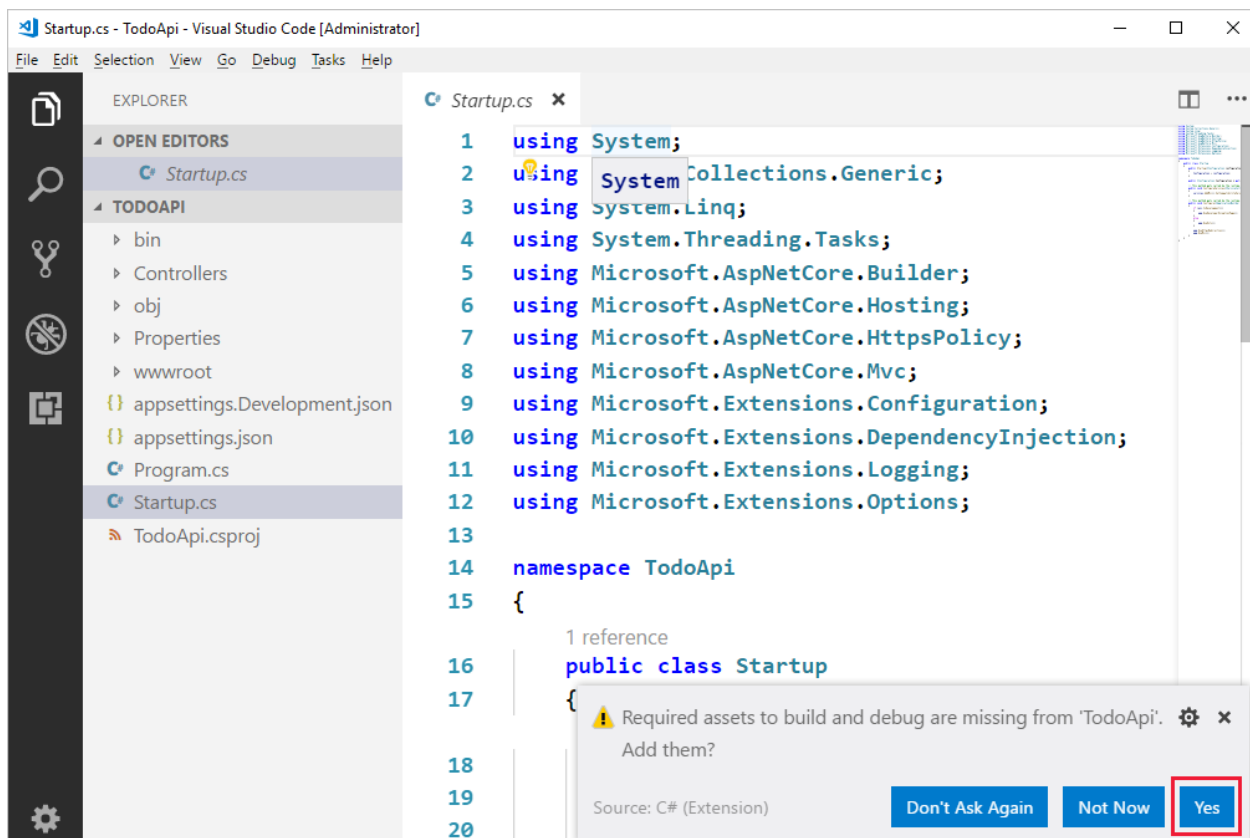 Startup.cs - TodoApi - Visual Studio Code [Administrator]
File Edit Selection View Go Debug Tasks Help
EXPLORER
OPEN EDITORS
Startup.cs
TODOAPI
bin
Controllers
obj
Properties
wwwroot
{} appsettings.Development.json
{} appsettings.json
Program.cs
Startup.cs
TodoApi.csproj
Startup.cs
1 using System;
2 using Collections.Generic;
System
3 using System.Linq;
4 using System.Threading.Tasks;
5 using Microsoft.AspNetCore.Builder;
6 using Microsoft.AspNetCore.Hosting;
7 using Microsoft.AspNetCore.HttpsPolicy;
8 using Microsoft.AspNetCore.Mvc;
9 using Microsoft.Extensions.Configuration;
10 using Microsoft.Extensions.DependencyInjection;
11 using Microsoft.Extensions.Logging;
12 using Microsoft.Extensions.Options;
13
14 namespace TodoApi
15 {
1 reference
16 public class Startup
17 {
18
19
20
Required assets to build and debug are missing from 'TodoApi'.
Add them?
Source: C# (Extension)
Don't Ask Again
Not Now
Yes